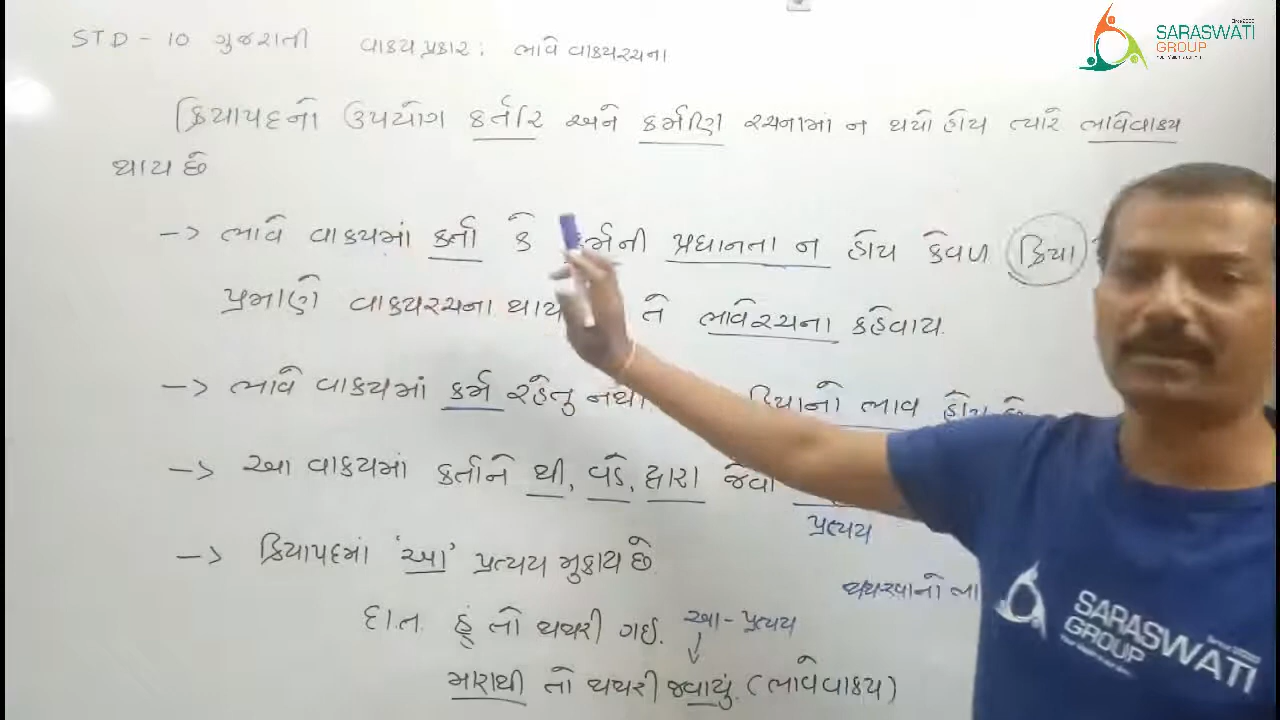 STD - 10 ગુજરાતી વાક્ય પ્રકાર : ભાવે વાક્યરચના
ક્રિયાપદનો ઉપયોગ કર્તરિ અને કર્મણિ રચનામાં ન થયો હોય ત્યારે ભાવેવાક્ય
થાય છે
-> ભાવે વાક્યમાં કર્તા કે કર્મની પ્રધાનતા ન હોય કેવળ ક્રિયા
પ્રમાણે વાક્યરચના થાય તે ભાવેરચના કહેવાય.
-> ભાવે વાક્યમાં કર્મ રહેતુ નથી. ક્રિયાનો ભાવ હોય છે
-> આ વાક્યમાં કર્તાને થી, વડે, દ્વારા જેવા
પ્રત્યય
-> ક્રિયાપદમાં 'આ' પ્રત્યય મુકાય છે.
થથરવાનો
દા.ત. હું તો થથરી ગઈ. આ - પ્રત્યય
મારાથી તો થથરી જવાયું. (ભાવેવાક્ય)
SARASWATI
GROUP
SARASWATI
GROUP